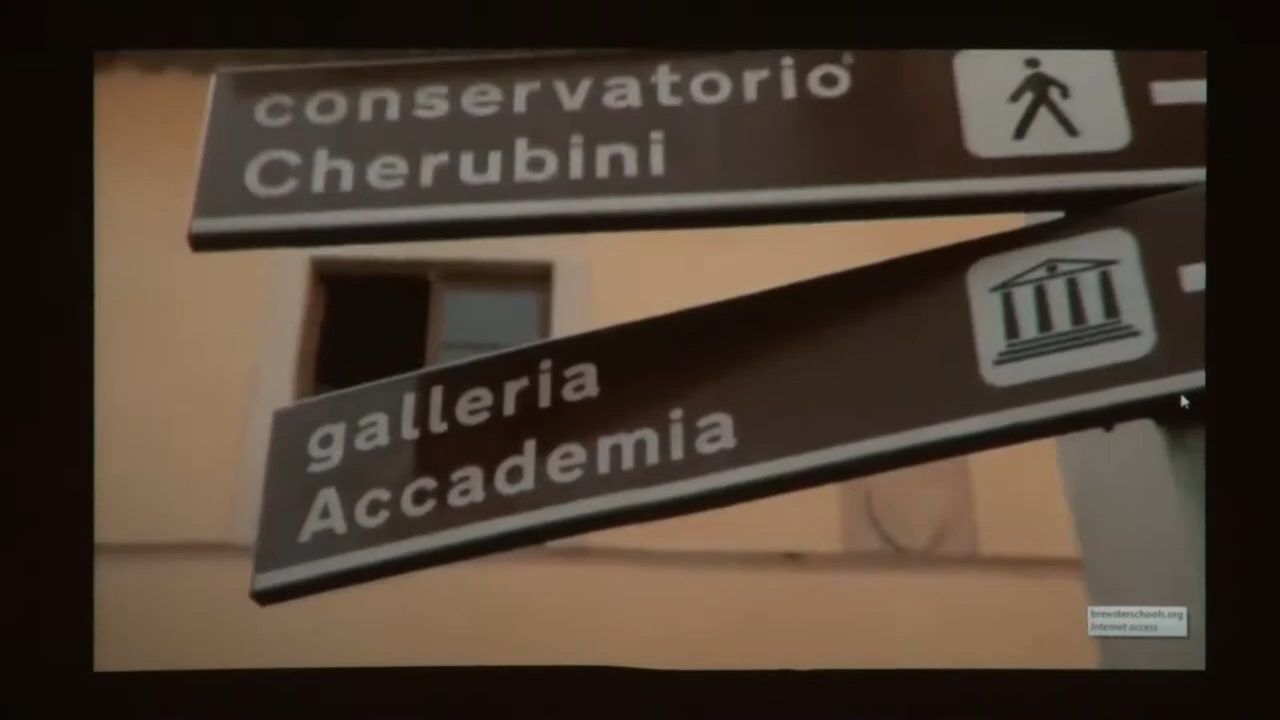 conservatorio
Cherubini
galleria
Accademia
brewsterschools.org
Internet access